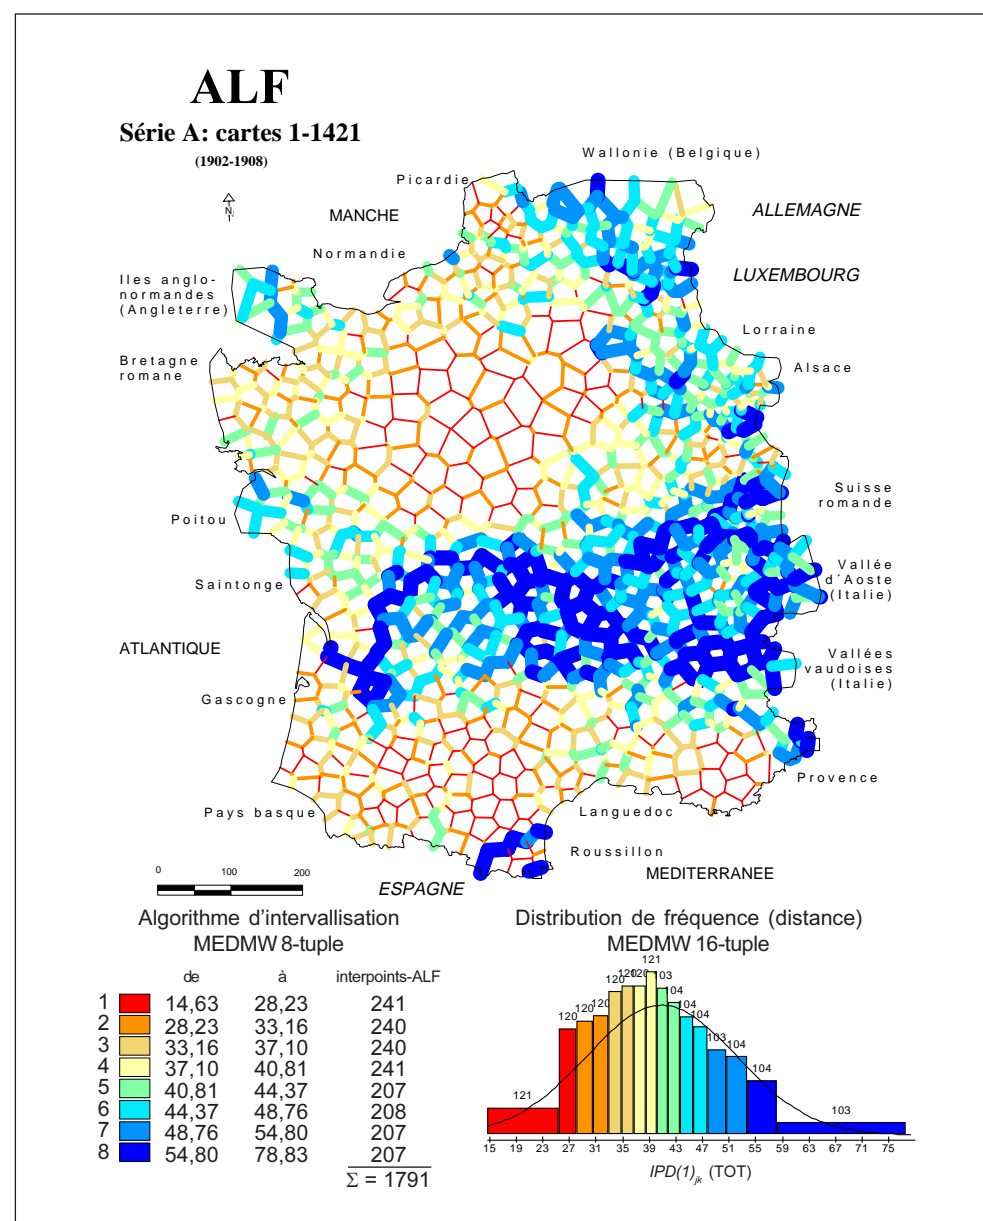 ALF
Série A: cartes 1-1421
(1902-1908)
Wallonie (Belgique)
Picardie
N
MANCHE
ALLEMAGNE
Normandie
Iles anglo-
normandes
(Angleterre)
LUXEMBOURG
Lorraine
Bretagne
romane
Alsace
Suisse
romande
Poitou
Vallée
d´Aoste
(Italie)
Saintonge
ATLANTIQUE
Vallées
vaudoises
(Italie)
Gascogne
Provence
Pays basque
Languedoc
Roussillon
MEDITERRANEE
ESPAGNE
0 100 200
Algorithme d'intervallisation
MEDMW 8-tuple
de à interpoints-ALF
1 14,63 28,23 241
2 28,23 33,16 240
3 33,16 37,10 240
4 37,10 40,81 241
5 40,81 44,37 207
6 44,37 48,76 208
7 48,76 54,80 207
8 54,80 78,83 207
Σ = 1791
Distribution de fréquence (distance)
MEDMW 16-tuple
121 120 120 120 120 120 120 121 103 104 104 104 103 104 104 103
15 19 23 27 31 35 39 43 47 51 55 59 63 67 71 75
IPD(1)jk (TOT)